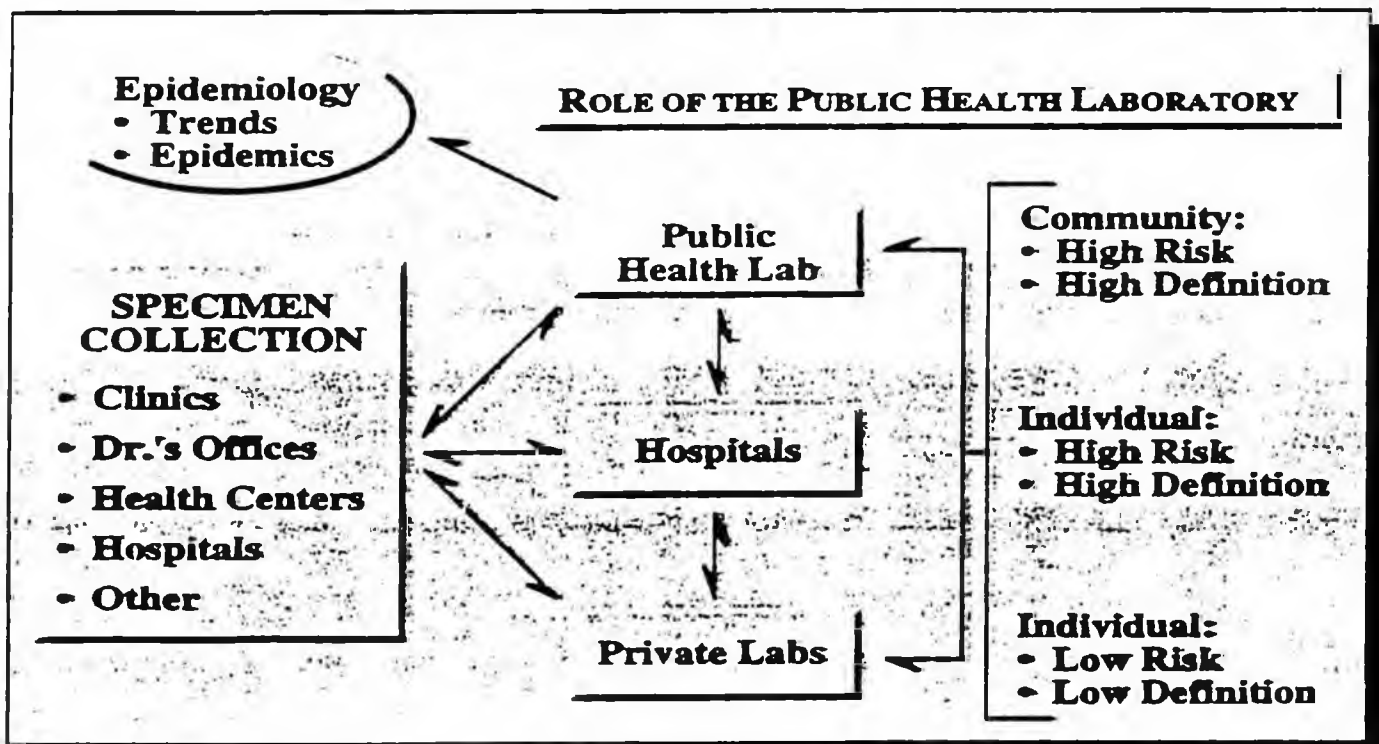 Epidemiology
• Trends
• Epidemics
ROLE OF THE PUBLIC HEALTH LABORATORY
SPECIMEN
COLLECTION
• Clinics
• Dr.'s Offices
• Health Centers
• Hospitals
• Other
Public
Health Lab
Hospitals
Private Labs
Community:
• High Risk
• High Definition
Individual:
• High Risk
• High Definition
Individual:
• Low Risk
• Low Definition